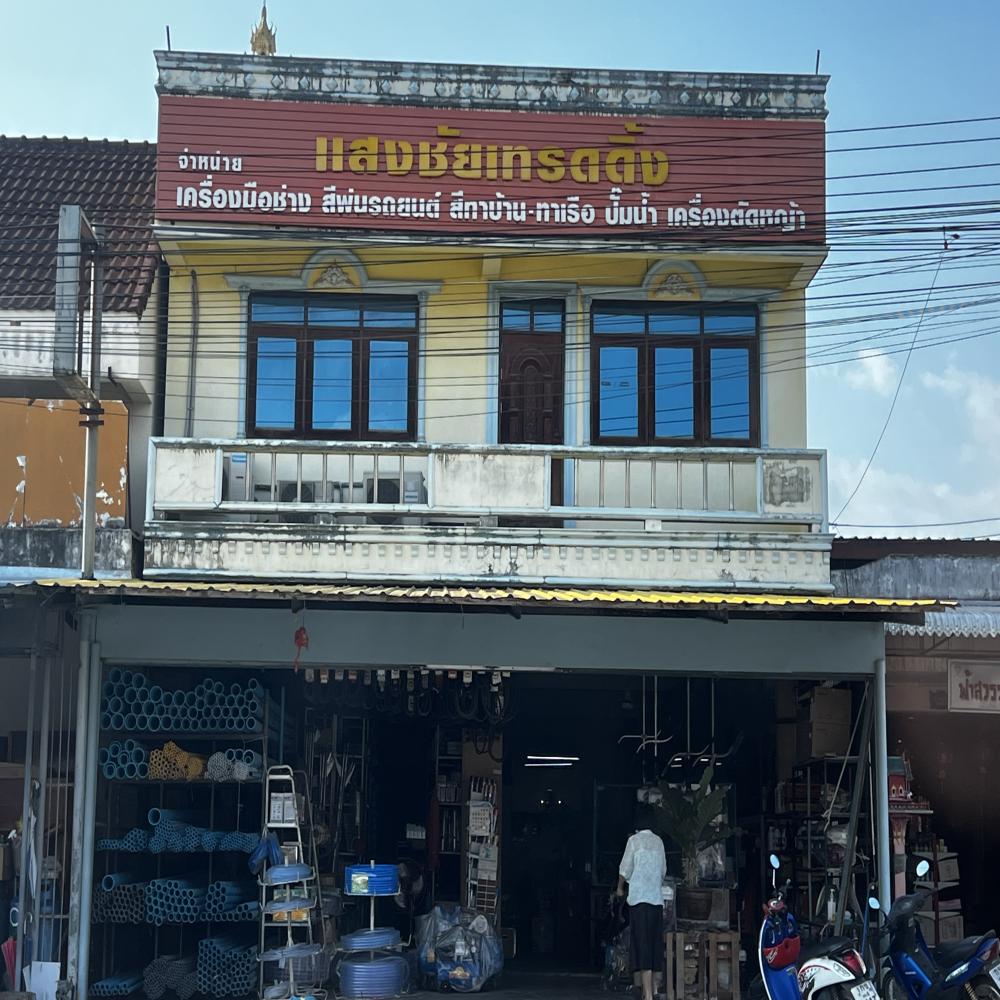 แสงชัยเทรดดิ้ง
จำหน่าย
เครื่องมือช่าง สีพ่นรถยนต์ สีทาบ้าน-ทาเรือ ปั๊มน้ำ เครื่องตัดหญ้า